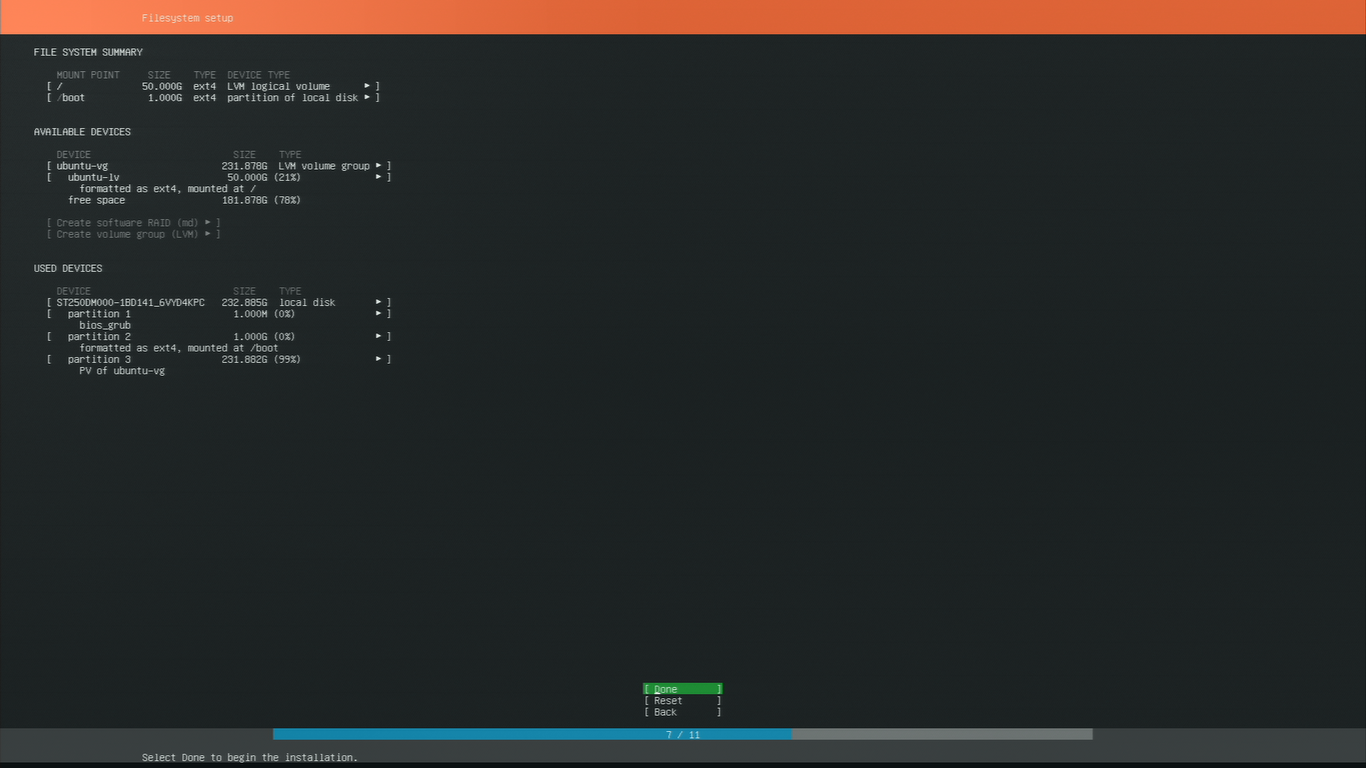 Filesystem setup
FILE SYSTEM SUMMARY
MOUNT POINT SIZE TYPE DEVICE TYPE
[ / 50.000G ext4 LVM logical volume ▸ ]
[ /boot 1.000G ext4 partition of local disk ▸ ]
AVAILABLE DEVICES
DEVICE SIZE TYPE
[ ubuntu-vg 231.878G LVM volume group ▸ ]
[ ubuntu-lv 50.000G (21%) ▸ ]
formatted as ext4, mounted at /
free space 181.878G (78%)
[ Create software RAID (md) ▸ ]
[ Create volume group (LVM) ▸ ]
USED DEVICES
DEVICE SIZE TYPE
[ ST250DM000-1BD141_6VYD4KPC 232.885G local disk ▸ ]
[ partition 1 1.000M (0%) ▸ ]
bios_grub
[ partition 2 1.000G (0%) ▸ ]
formatted as ext4, mounted at /boot
[ partition 3 231.882G (99%) ▸ ]
PV of ubuntu-vg
[ Done ]
[ Reset ]
[ Back ]
7 / 11
Select Done to begin the installation.